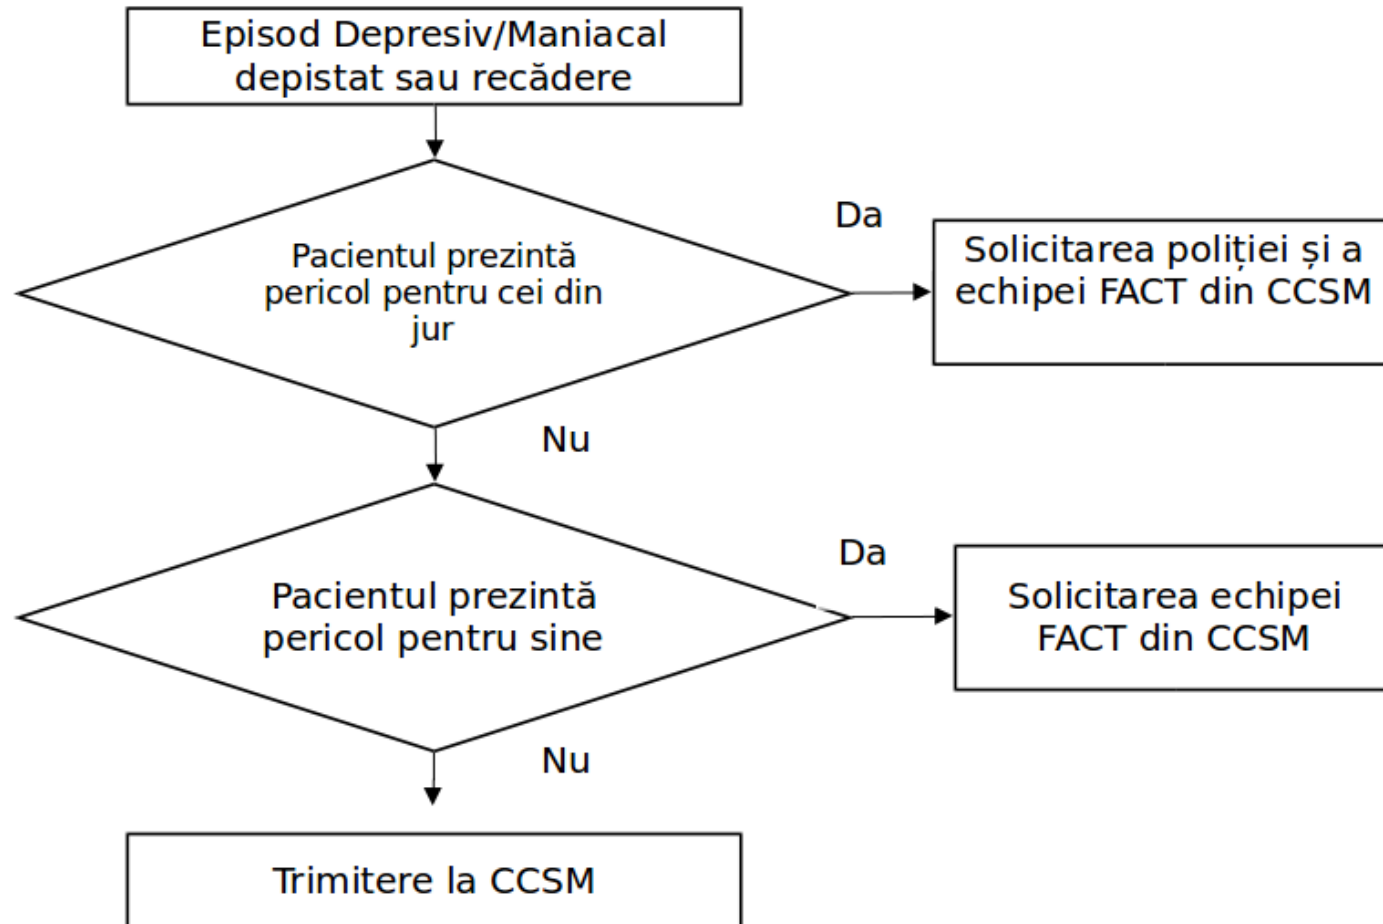 Episod Depresiv/Maniacal
depistat sau recădere
Pacientul prezintă
pericol pentru cei din
jur
Da
Solicitarea poliției și a
echipei FACT din CCSM
Nu
Pacientul prezintă
pericol pentru sine
Da
Solicitarea echipei
FACT din CCSM
Nu
Trimitere la CCSM